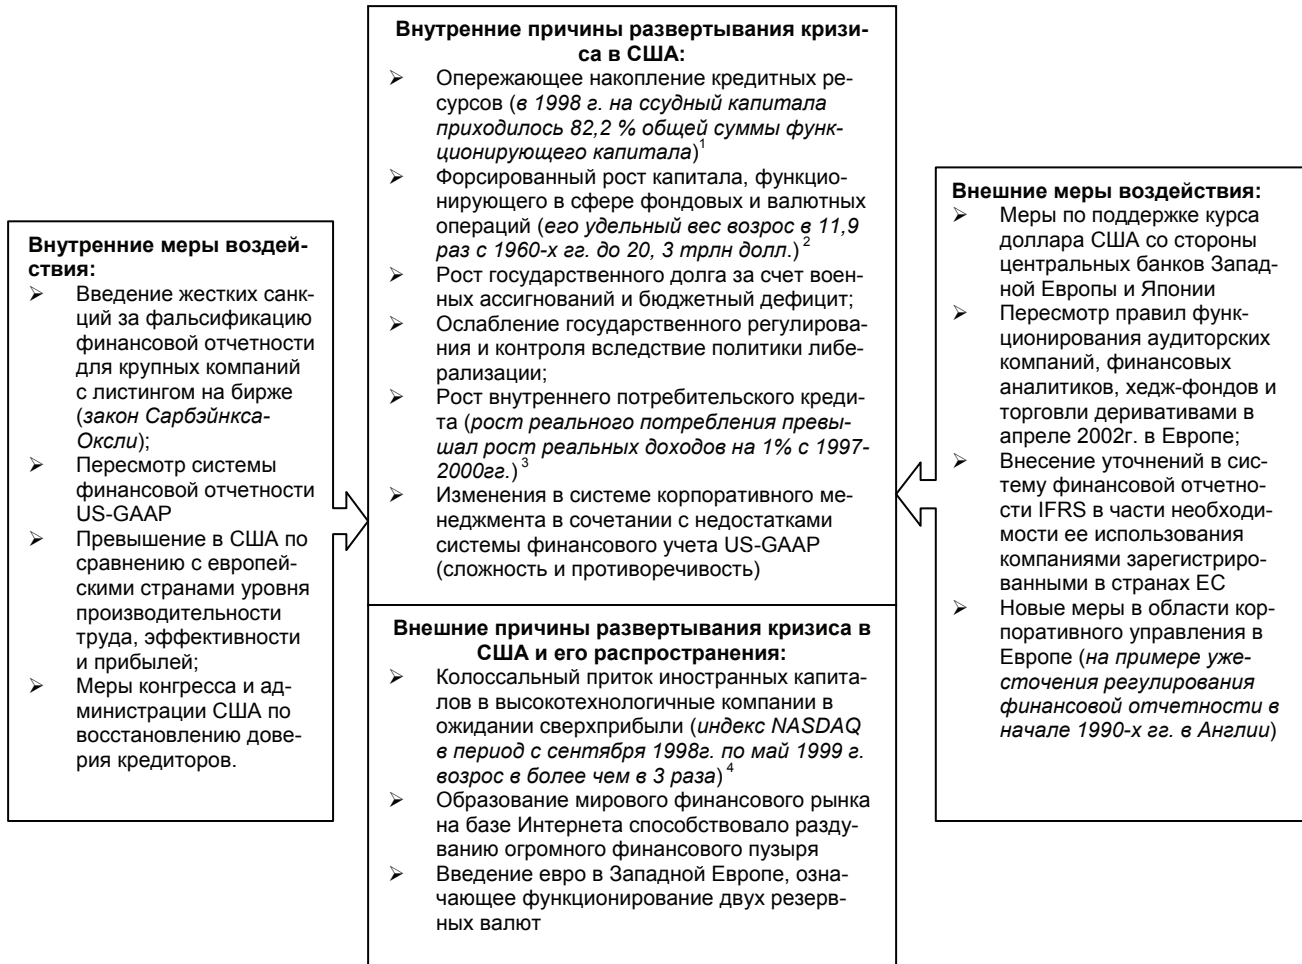 Внутренние меры воздей-
ствия:
➢ Введение жестких санк-
ций за фальсификацию
финансовой отчетности
для крупных компаний
с листингом на бирже
(закон Сарбэйнкса-
Оксли);
➢ Пересмотр системы
финансовой отчетности
US-GAAP
➢ Превышение в США по
сравнению с европей-
скими странами уровня
производительности
труда, эффективности
и прибылей;
➢ Меры конгресса и ад-
министрации США по
восстановлению дове-
рия кредиторов.
Внутренние причины развертывания кризи-
са в США:
➢ Опережающее накопление кредитных ре-
сурсов (в 1998 г. на ссудный капитала
приходилось 82,2 % общей суммы функ-
ционирующего капитала)1
➢ Форсированный рост капитала, функцио-
нирующего в сфере фондовых и валютных
операций (его удельный вес возрос в 11,9
раз с 1960-х гг. до 20, 3 трлн долл.) 2
➢ Рост государственного долга за счет воен-
ных ассигнований и бюджетный дефицит;
➢ Ослабление государственного регулирова-
ния и контроля вследствие политики либе-
рализации;
➢ Рост внутреннего потребительского креди-
та (рост реального потребления превы-
шал рост реальных доходов на 1% с 1997-
2000гг.) 3
➢ Изменения в системе корпоративного ме-
неджмента в сочетании с недостатками
системы финансового учета US-GAAP
(сложность и противоречивость)
Внешние причины развертывания кризиса в
США и его распространения:
➢ Колоссальный приток иностранных капита-
лов в высокотехнологичные компании в
ожидании сверхприбыли (индекс NASDAQ
в период с сентября 1998г. по май 1999 г.
возрос в более чем в 3 раза) 4
➢ Образование мирового финансового рынка
на базе Интернета способствовало разду-
ванию огромного финансового пузыря
➢ Введение евро в Западной Европе, озна-
чающее функционирование двух резерв-
ных валют
Внешние меры воздействия:
➢ Меры по поддержке курса
доллара США со стороны
центральных банков Запад-
ной Европы и Японии
➢ Пересмотр правил функ-
ционирования аудиторских
компаний, финансовых
аналитиков, хедж-фондов и
торговли деривативами в
апреле 2002г. в Европе;
➢ Внесение уточнений в сис-
тему финансовой отчетно-
сти IFRS в части необходи-
мости ее использования
компаниями зарегистриро-
ванными в странах ЕС
➢ Новые меры в области кор-
поративного управления в
Европе (на примере уже-
сточения регулирования
финансовой отчетности в
начале 1990-х гг. в Англии)